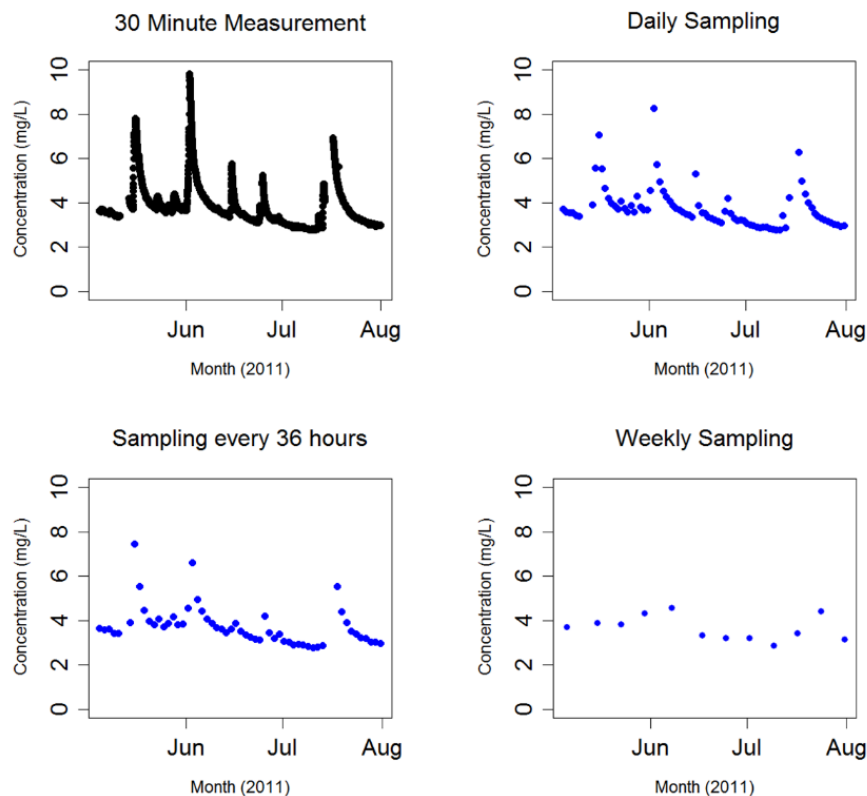 30 Minute Measurement
Concentration (mg/L)
10
8
6
4
2
0
Jun Jul Aug
Month (2011)
Daily Sampling
Concentration (mg/L)
10
8
6
4
2
0
Jun Jul Aug
Month (2011)
Sampling every 36 hours
Concentration (mg/L)
10
8
6
4
2
0
Jun Jul Aug
Month (2011)
Weekly Sampling
Concentration (mg/L)
10
8
6
4
2
0
Jun Jul Aug
Month (2011)